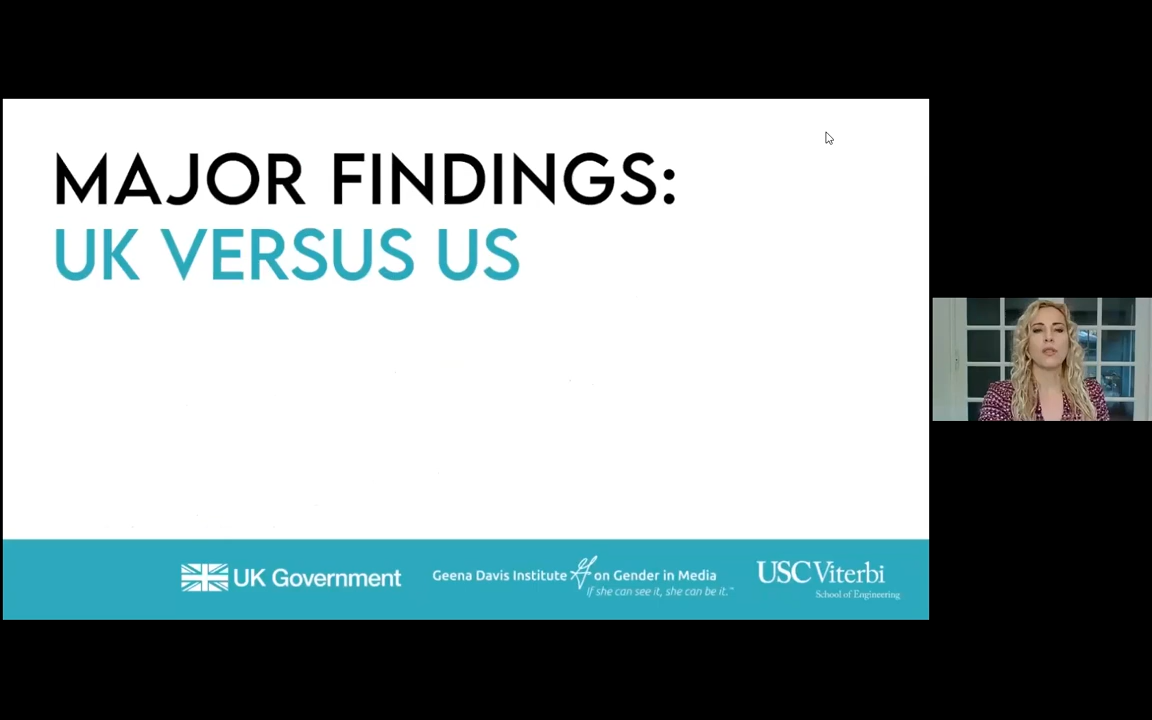 MAJOR FINDINGS:
UK VERSUS US
UK Government
Geena Davis Institute on Gender in Media
If she can see it, she can be it.™
USC Viterbi
School of Engineering